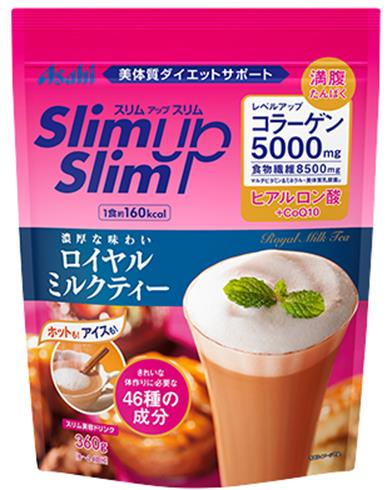 Asahi
美体質ダイエットサポート
満腹
たんぱく
スリム アップ スリム
Slim up
Slim
レベルアップ
コラーゲン
5000mg
食物繊維8500mg
ヒアルロン酸
+CoQ10
1食約160kcal
濃厚な味わい
ロイヤル
ミルクティー
Royal Milk Tea
ホットも!アイスも!
きれいな
体作りに必要な
46種の
成分
スリム美容ドリンク
360g